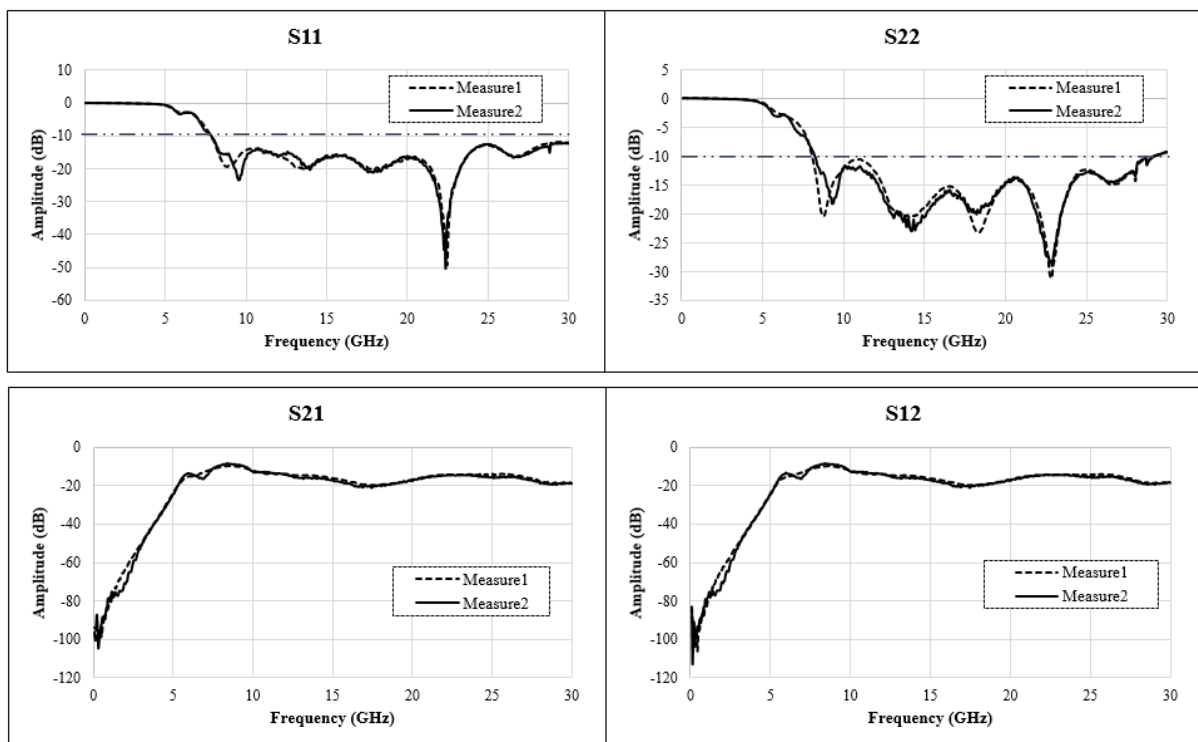 S11
10
0
-10
-20
-30
-40
-50
-60
Amplitude (dB)
Measure1
Measure2
0 5 10 15 20 25 30
Frequency (GHz)
S22
5
0
-5
-10
-15
-20
-25
-30
-35
Amplitude (dB)
Measure1
Measure2
0 5 10 15 20 25 30
Frequency (GHz)
S21
0
-20
-40
-60
-80
-100
-120
Amplitude (dB)
Measure1
Measure2
0 5 10 15 20 25 30
Frequency (GHz)
S12
0
-20
-40
-60
-80
-100
-120
Amplitude (dB)
Measure1
Measure2
0 5 10 15 20 25 30
Frequency (GHz)